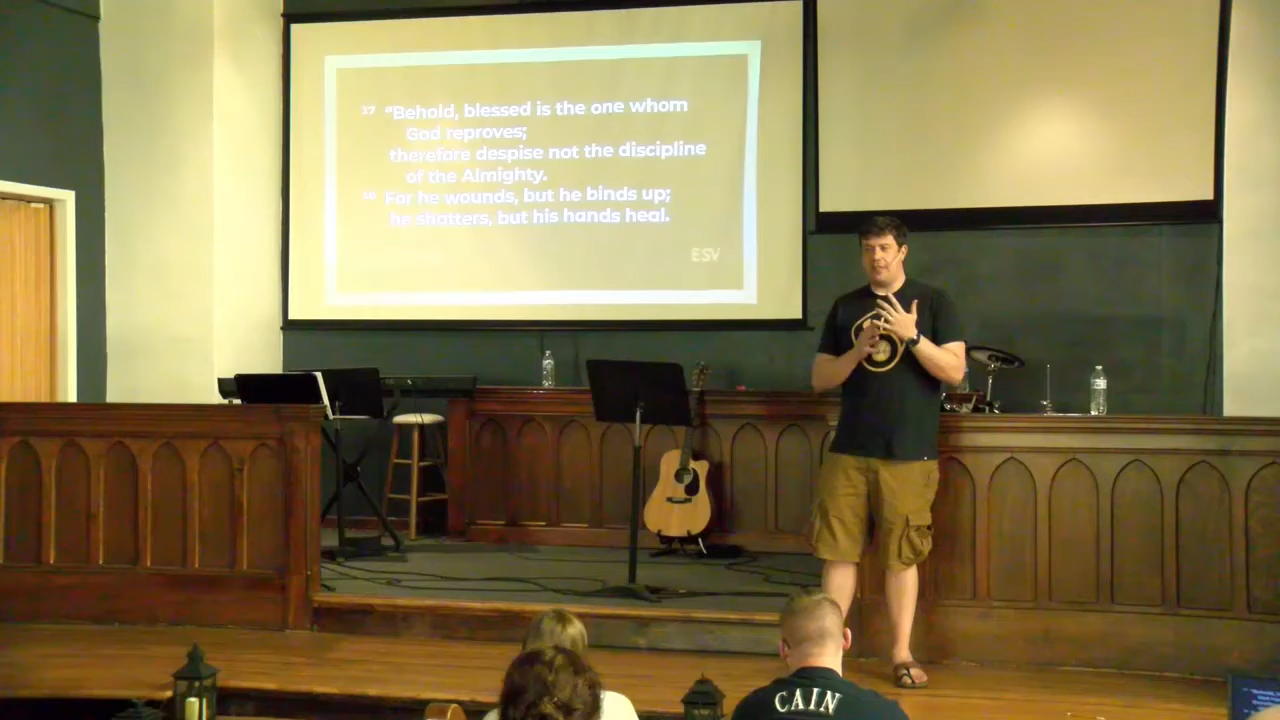 17 “Behold, blessed is the one whom
God reproves;
therefore despise not the discipline
of the Almighty.
18 For he wounds, but he binds up;
he shatters, but his hands heal.
ESV
CAIN